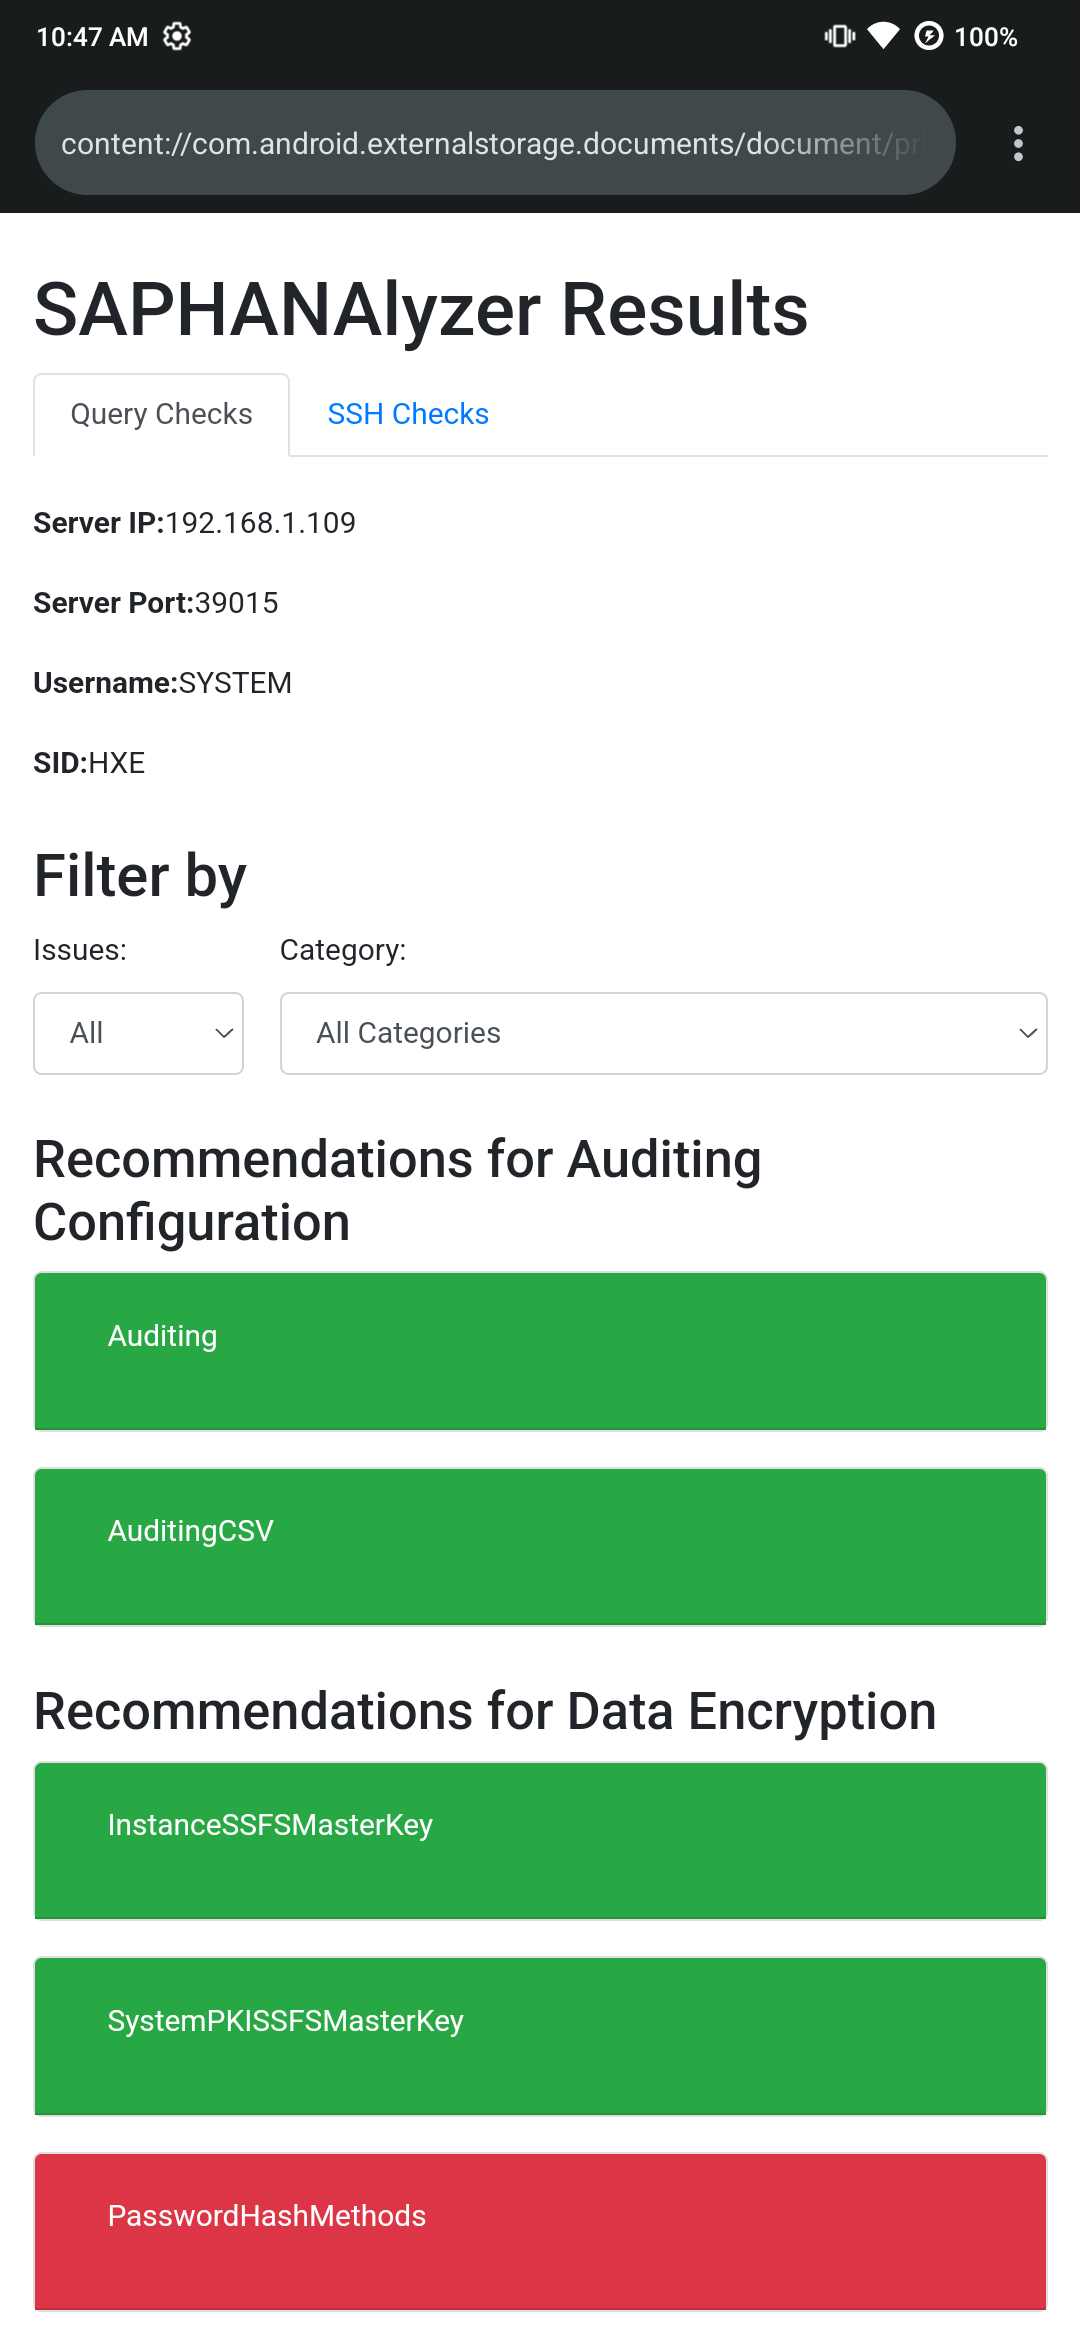 10:47 AM 100%
content://com.android.externalstorage.documents/document/pri
SAPHANAlyzer Results
Query Checks SSH Checks
Server IP:192.168.1.109
Server Port:39015
Username:SYSTEM
SID:HXE
Filter by
Issues: Category:
All All Categories
Recommendations for Auditing
Configuration
Auditing
AuditingCSV
Recommendations for Data Encryption
InstanceSSFSMasterKey
SystemPKISSFSMasterKey
PasswordHashMethods